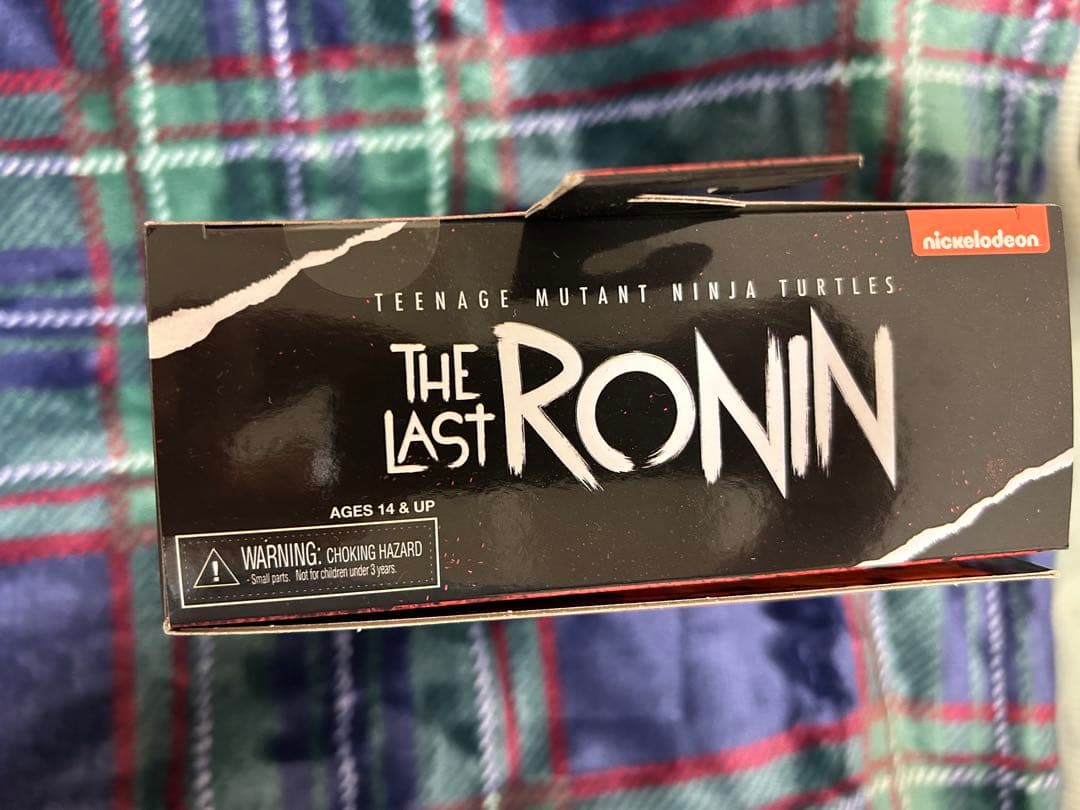 nickelodeon
TEENAGE MUTANT NINJA TURTLES
THE
LAST RONIN
AGES 14 & UP
WARNING: CHOKING HAZARD
- Small parts. Not for children under 3 years.